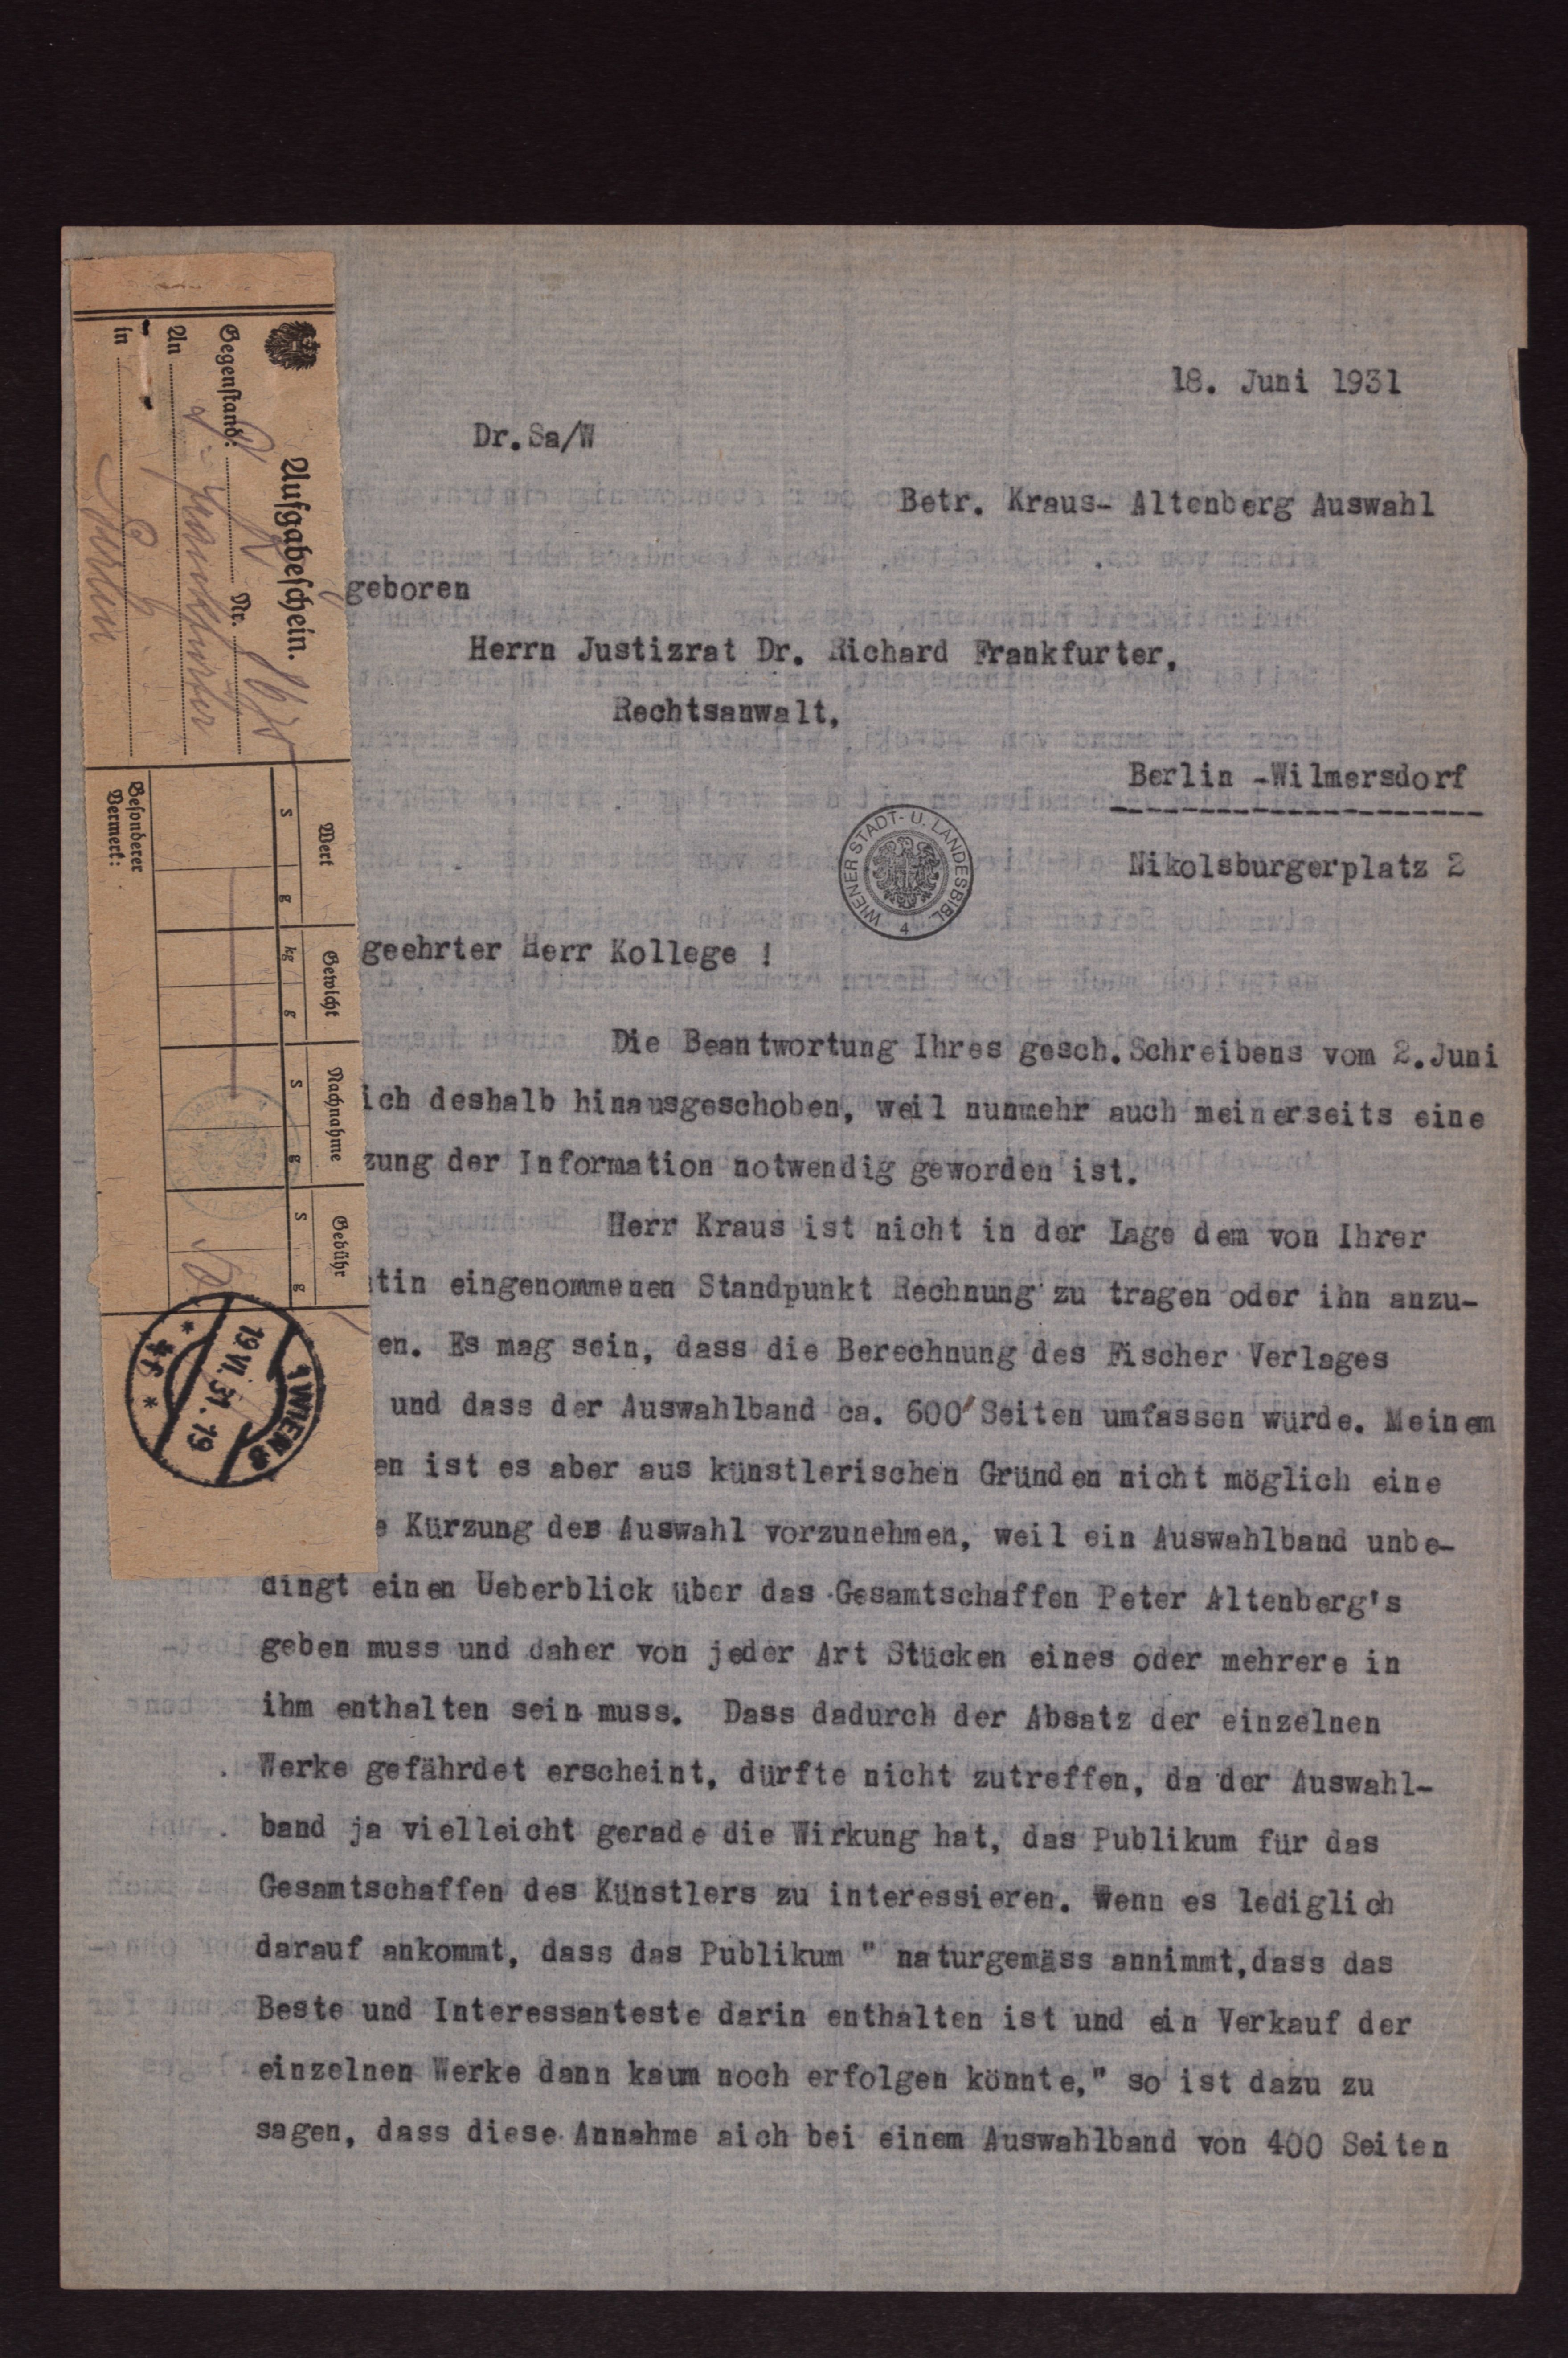 18. Juni 1931
Dr.Sa/W
Betr. Kraus- Altenberg Auswahl
geboren
Herrn Justizrat Dr. Richard Frankfurter,
Rechtsanwalt,
Berlin -Wilmersdorf
Nikolsburgerplatz 2
WIENER STADT- U. LANDESBIBL.
4
geehrter Herr Kollege !
Die Beantwortung Ihres gesch. Schreibens vom 2.Juni
ich deshalb hinausgeschoben, weil nunmehr auch meinerseits eine
zung der Information notwendig geworden ist.
Herr Kraus ist nicht in der Lage dem von Ihrer
tin eingenommenen Standpunkt Rechnung zu tragen oder ihn anzu-
en. Es mag sein, dass die Berechnung des Fischer Verlages
und dass der Auswahlband ca. 600 Seiten umfassen würde. Meinem
en ist es aber aus künstlerischen Gründen nicht möglich eine
e Kürzung der Auswahl vorzunehmen, weil ein Auswahlband unbe-
dingt einen Ueberblick über das Gesamtschaffen Peter Altenberg's
geben muss und daher von jeder Art Stücken eines oder mehrere in
ihm enthalten sein muss. Dass dadurch der Absatz der einzelnen
Werke gefährdet erscheint, dürfte nicht zutreffen, da der Auswahl-
band ja vielleicht gerade die Wirkung hat, das Publikum für das
Gesamtschaffen des Künstlers zu interessieren. Wenn es lediglich
darauf ankommt, dass das Publikum " naturgemäss annimmt,dass das
Beste und Interessanteste darin enthalten ist und ein Verkauf der
einzelnen Werke dann kaum noch erfolgen könnte," so ist dazu zu
sagen, dass diese Annahme aich bei einem Auswahlband von 400 Seiten
Aufgabeschein.
Gegenstand: R Nr.
An Frankfurter
in Berlin
Wert
Gewicht
Nachnahme
Gebühr
S g
kg g
S g
S g
Besonderer
Vermerk:
1 WIEN 8
19.VI.31.19
* 4f *